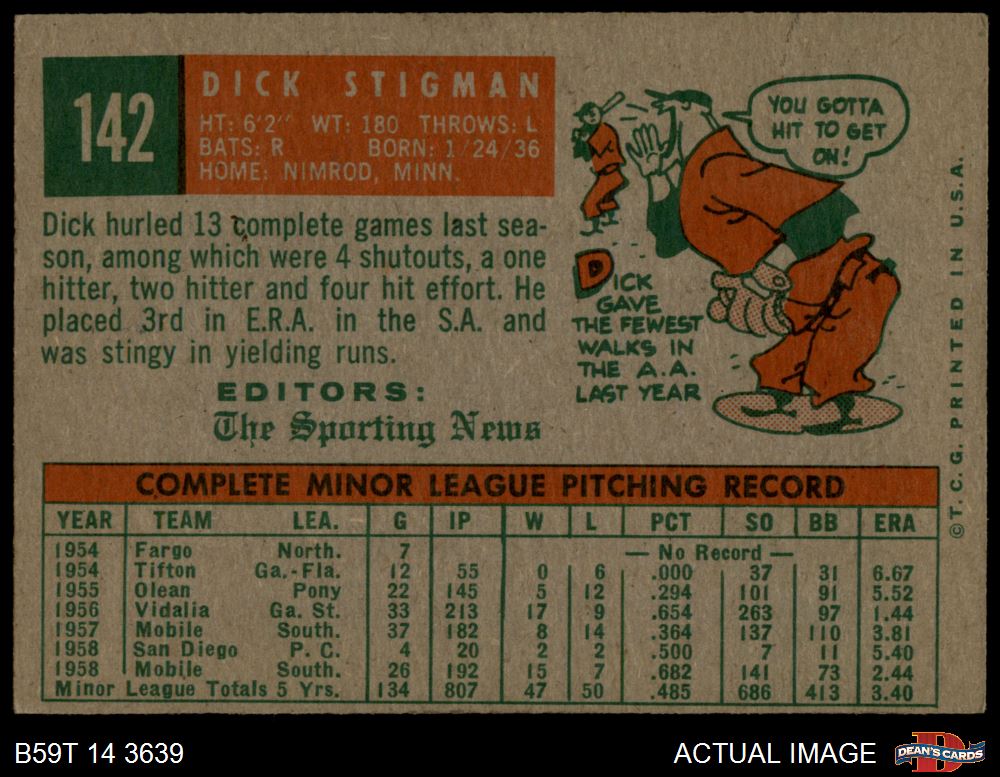 142
DICK STIGMAN
HT: 6'2" WT: 180 THROWS: L
BATS: R BORN: 1/24/36
HOME: NIMROD, MINN.
Dick hurled 13 complete games last sea-
son, among which were 4 shutouts, a one
hitter, two hitter and four hit effort. He
placed 3rd in E.R.A. in the S.A. and
was stingy in yielding runs.
EDITORS:
The Sporting News
YOU GOTTA
HIT TO GET
ON!
DICK
GAVE
THE FEWEST
WALKS IN
THE A.A.
LAST YEAR
© T. C. G. PRINTED IN U.S.A.
COMPLETE MINOR LEAGUE PITCHING RECORD
YEAR TEAM LEA. G IP W L PCT SO BB ERA
1954 Fargo North. 7 — No Record —
1954 Tifton Ga.-Fla. 12 55 0 6 .000 37 31 6.67
1955 Olean Pony 22 145 5 12 .294 101 91 5.52
1956 Vidalia Ga. St. 33 213 17 9 .654 263 97 1.44
1957 Mobile South. 37 182 8 14 .364 137 110 3.81
1958 San Diego P. C. 4 20 2 2 .500 7 11 5.40
1958 Mobile South. 26 192 15 7 .682 141 73 2.44
Minor League Totals 5 Yrs. 134 807 47 50 .485 686 413 3.40
B59T 14 3639
ACTUAL IMAGE
D
DEAN'S CARDS